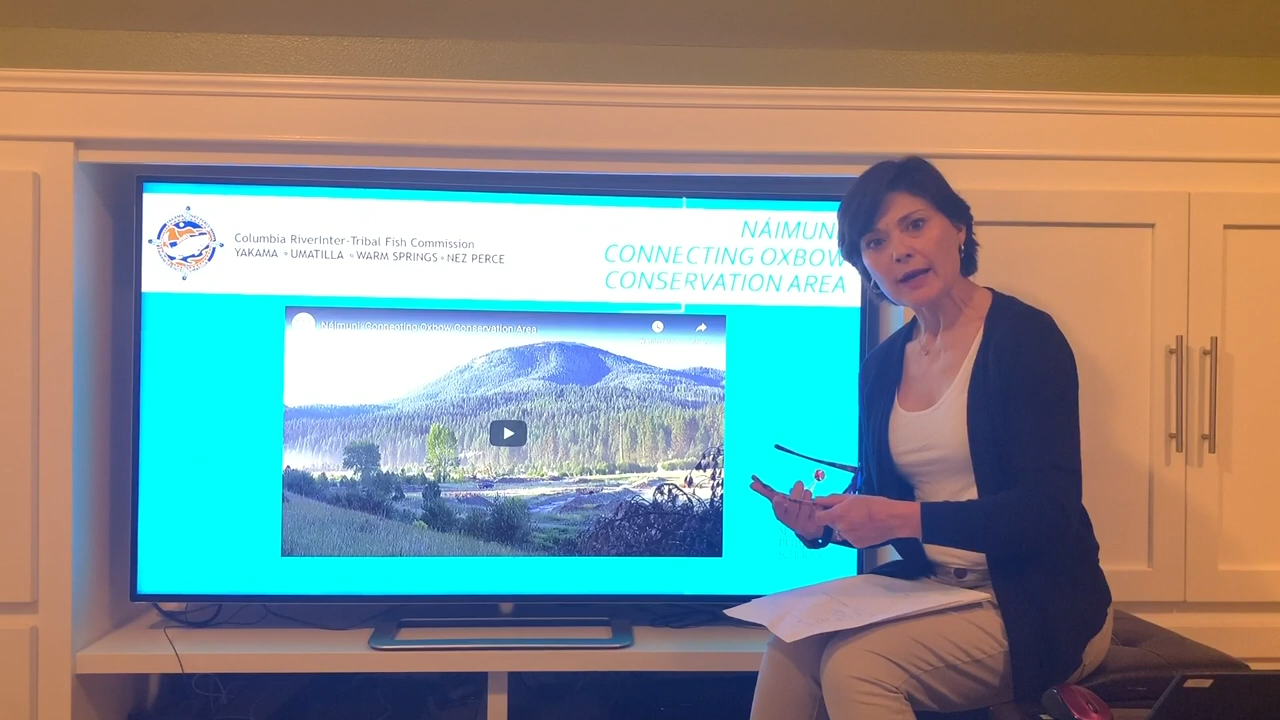 Columbia RiverInter-Tribal Fish Commission
YAKAMA • UMATILLA • WARM SPRINGS • NEZ PERCE
NÁIMUNI
CONNECTING OXBOW
CONSERVATION AREA
Náimuni: Connecting Oxbow Conservation Area